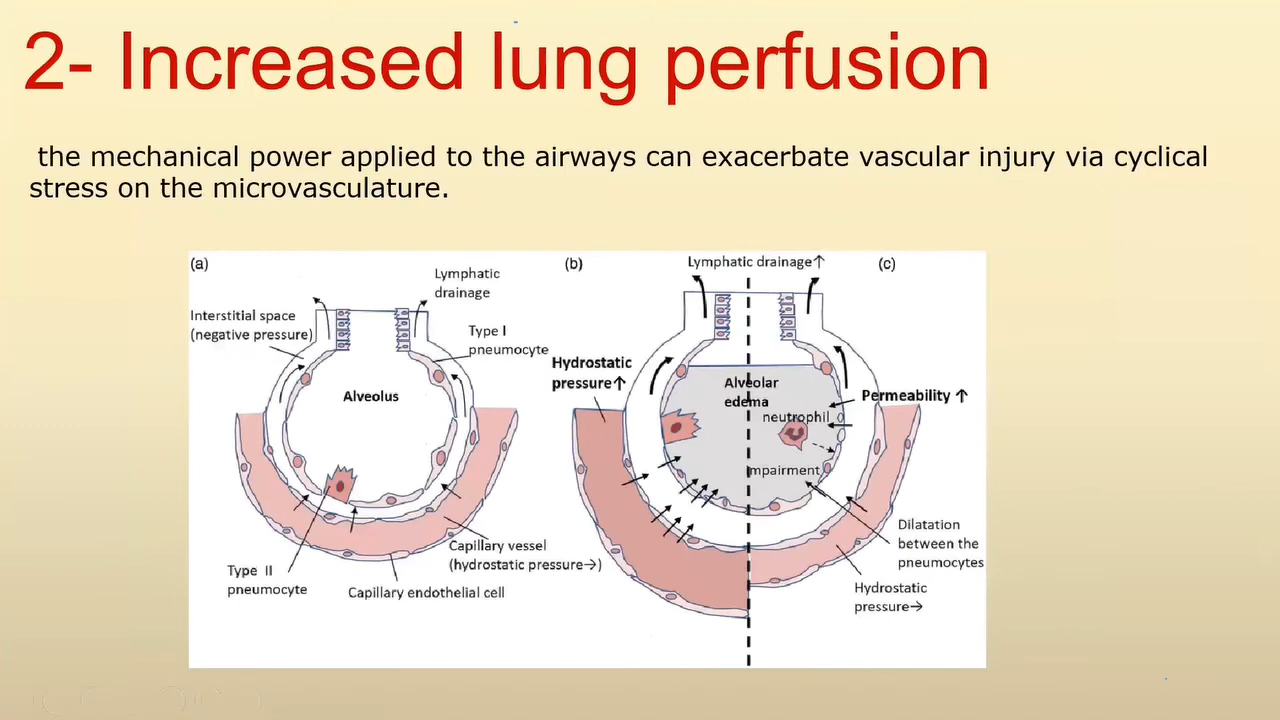 2- Increased lung perfusion
the mechanical power applied to the airways can exacerbate vascular injury via cyclical
stress on the microvasculature.
(a)
Lymphatic
drainage
Interstitial space
(negative pressure)
Type I
pneumocyte
Alveolus
Type II
pneumocyte
Capillary vessel
(hydrostatic pressure→)
Capillary endothelial cell
(b)
Lymphatic drainage↑
(c)
Hydrostatic
pressure↑
Alveolar
edema
neutrophil
Permeability ↑
Impairment
Dilatation
between the
pneumocytes
Hydrostatic
pressure→